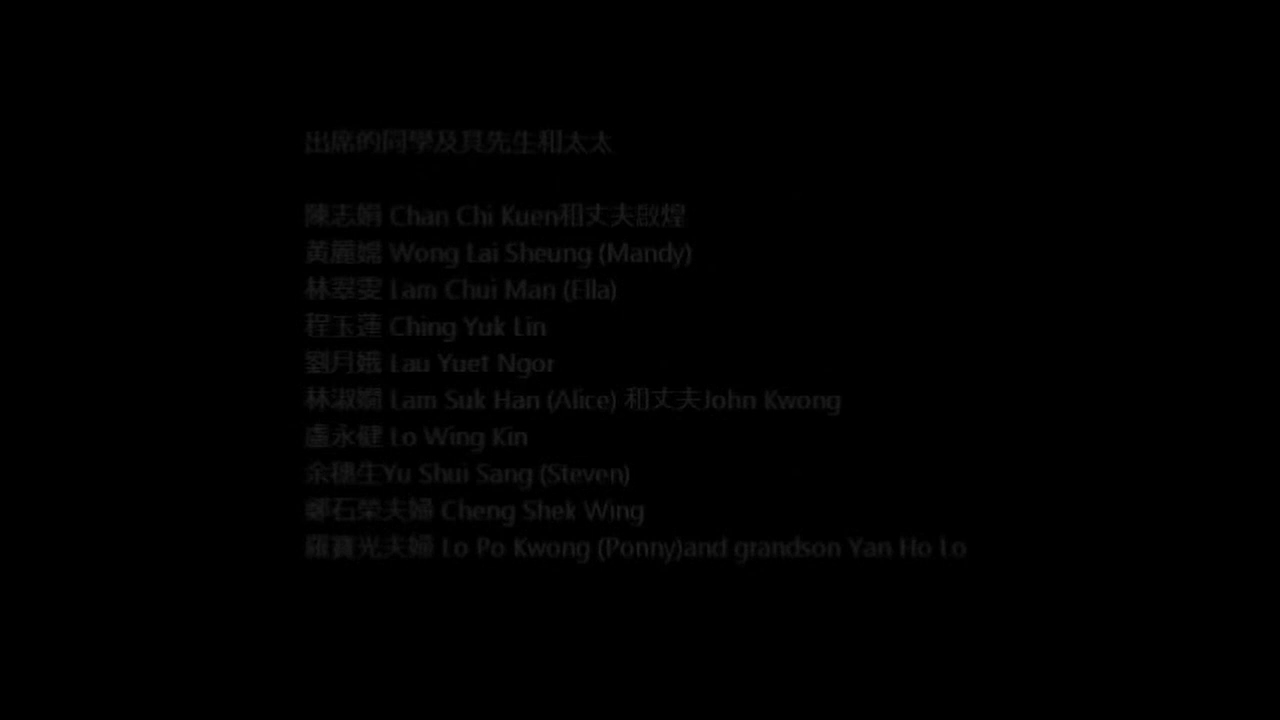 出席的同學及其先生和太太
陳志娟 Chan Chi Kuen和丈夫啟煌
黃麗嫦 Wong Lai Sheung (Mandy)
林翠雯 Lam Chui Man (Ella)
程玉蓮 Ching Yuk Lin
劉月娥 Lau Yuet Ngor
林淑嫻 Lam Suk Han (Alice) 和丈夫John Kwong
盧永健 Lo Wing Kin
余穗生Yu Shui Sang (Steven)
鄭石榮夫婦 Cheng Shek Wing
羅寶光夫婦 Lo Po Kwong (Ponny)and grandson Yan Ho Lo